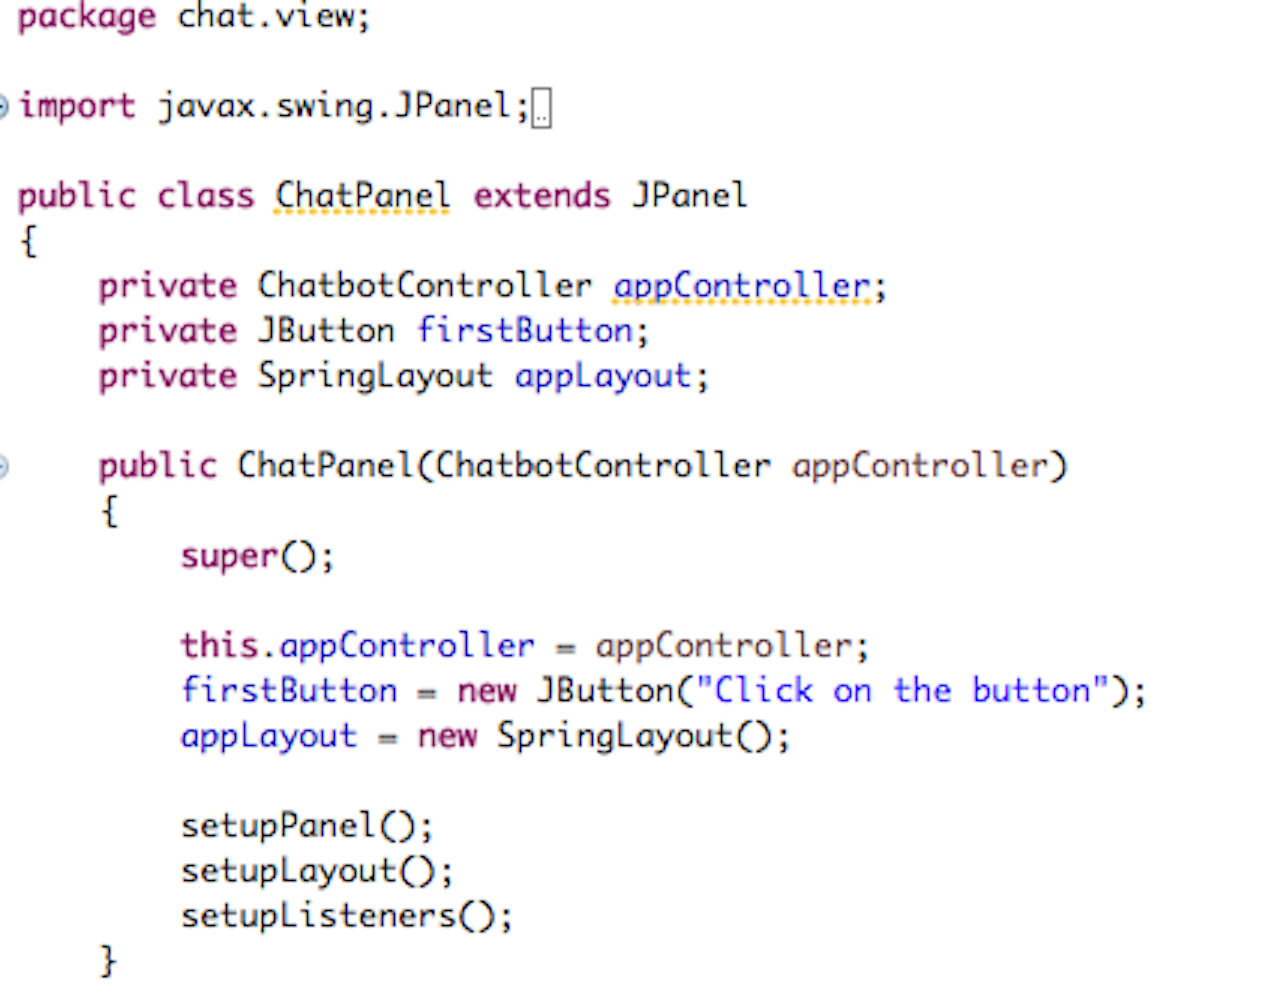 package chat.view;
import javax.swing.JPanel;
public class ChatPanel extends JPanel
{
private ChatbotController appController;
private JButton firstButton;
private SpringLayout appLayout;
public ChatPanel(ChatbotController appController)
{
super();
this.appController = appController;
firstButton = new JButton("Click on the button");
appLayout = new SpringLayout();
setupPanel();
setupLayout();
setupListeners();
}